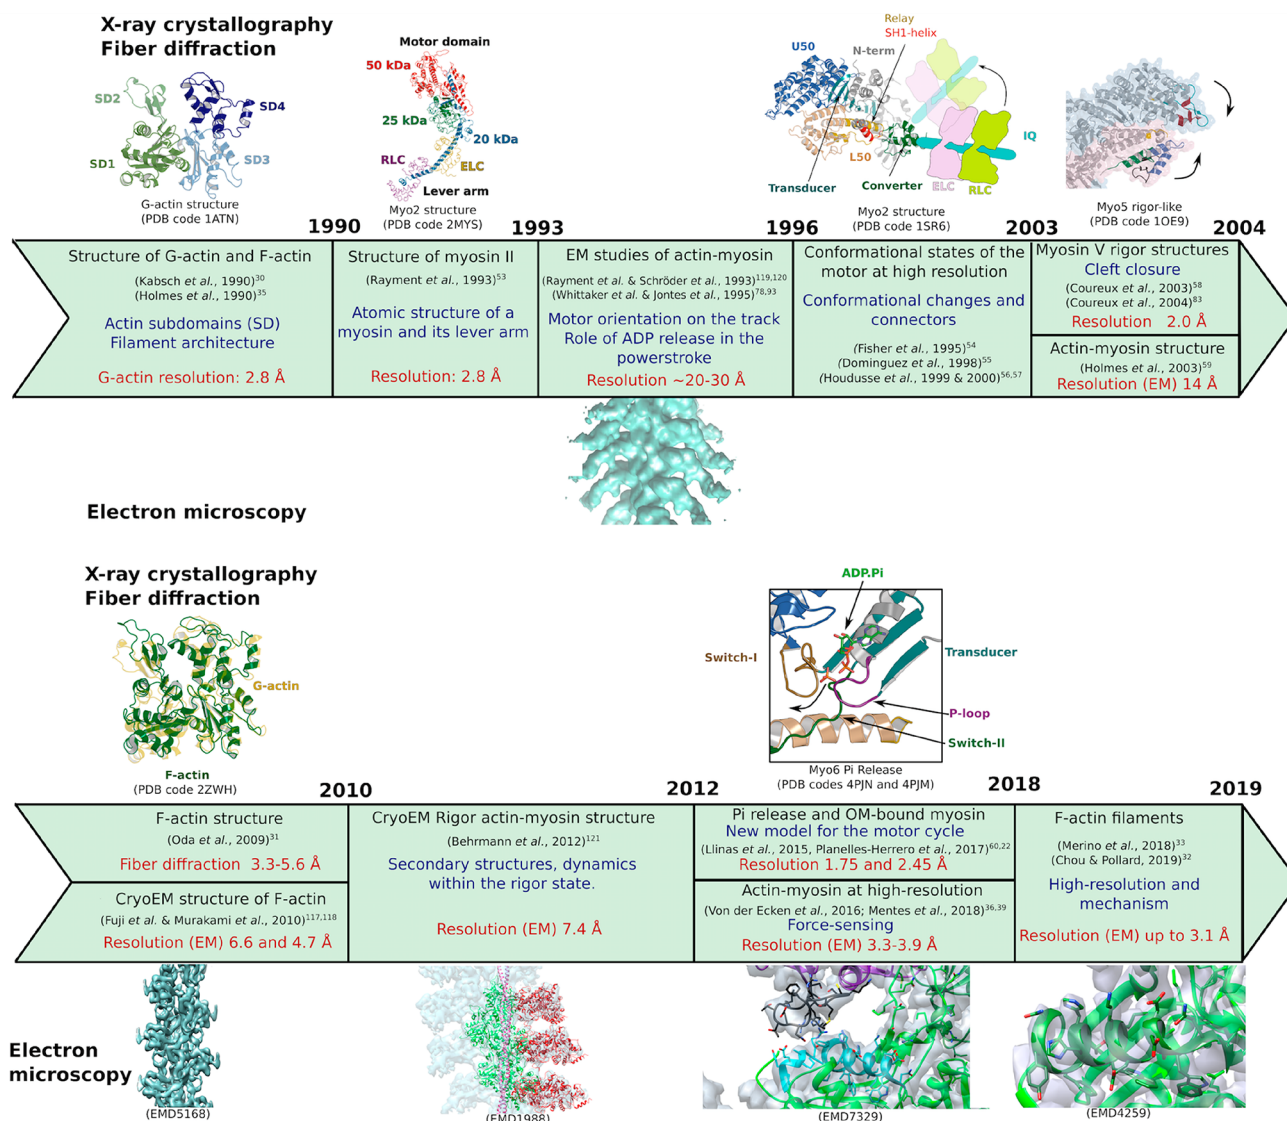 X-ray crystallography
Fiber diffraction
SD2
SD4
SD1
SD3
G-actin structure
(PDB code 1ATN)
Motor domain
50 kDa
25 kDa
20 kDa
RLC
ELC
Lever arm
Myo2 structure
(PDB code 2MYS)
Relay
SH1-helix
U50
N-term
L50
IQ
Transducer
Converter
ELC
RLC
Myo2 structure
(PDB code 1SR6)
Myo5 rigor-like
(PDB code 1OE9)
1990
1993
1996
2003
2004
Structure of G-actin and F-actin
(Kabsch et al., 1990)30
(Holmes et al., 1990)35
Actin subdomains (SD)
Filament architecture
G-actin resolution: 2.8 Å
Structure of myosin II
(Rayment et al., 1993)53
Atomic structure of a
myosin and its lever arm
Resolution: 2.8 Å
EM studies of actin-myosin
(Rayment et al. & Schröder et al., 1993)119,120
(Whittaker et al. & Jontes et al., 1995)78,93
Motor orientation on the track
Role of ADP release in the
powerstroke
Resolution ~20-30 Å
Conformational states of the
motor at high resolution
Conformational changes and
connectors
(Fisher et al., 1995)54
(Dominguez et al., 1998)55
(Houdusse et al., 1999 & 2000)56,57
Myosin V rigor structures
Cleft closure
(Coureux et al., 2003)58
(Coureux et al., 2004)83
Resolution 2.0 Å
Actin-myosin structure
(Holmes et al., 2003)59
Resolution (EM) 14 Å
Electron microscopy
X-ray crystallography
Fiber diffraction
G-actin
F-actin
(PDB code 2ZWH)
ADP.Pi
Switch-I
Transducer
P-loop
Switch-II
Myo6 Pi Release
(PDB codes 4PJN and 4PJM)
2010
2012
2018
2019
F-actin structure
(Oda et al., 2009)31
Fiber diffraction 3.3-5.6 Å
CryoEM structure of F-actin
(Fuji et al. & Murakami et al., 2010)117,118
Resolution (EM) 6.6 and 4.7 Å
CryoEM Rigor actin-myosin structure
(Behrmann et al., 2012)121
Secondary structures, dynamics
within the rigor state.
Resolution (EM) 7.4 Å
Pi release and OM-bound myosin
New model for the motor cycle
(Llinas et al., 2015, Planelles-Herrero et al., 2017)60,22
Resolution 1.75 and 2.45 Å
Actin-myosin at high-resolution
(Von der Ecken et al., 2016; Mentes et al., 2018)36,39
Force-sensing
Resolution (EM) 3.3-3.9 Å
F-actin filaments
(Merino et al., 2018)33
(Chou & Pollard, 2019)32
High-resolution and
mechanism
Resolution (EM) up to 3.1 Å
Electron
microscopy
(EMD5168)
(EMD1988)
(EMD7329)
(EMD4259)